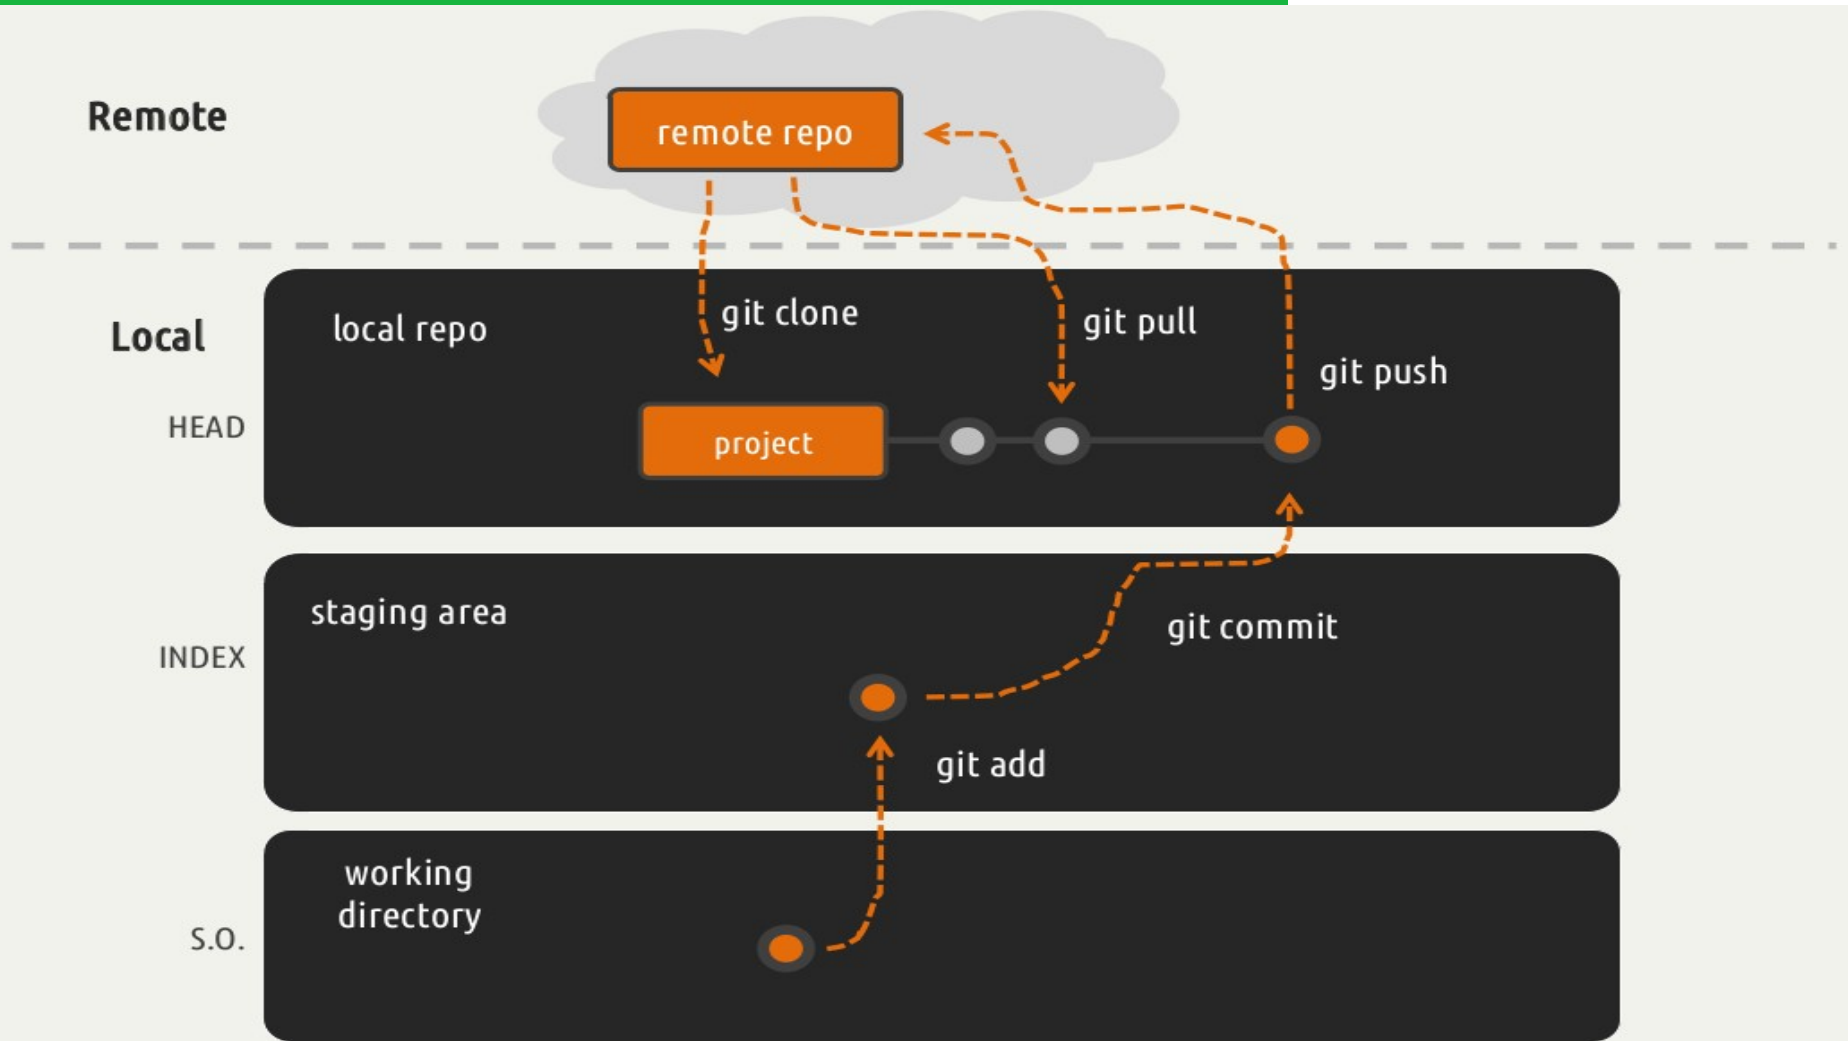 Remote
remote repo
Local
local repo
git clone
git pull
git push
HEAD
project
staging area
git commit
INDEX
git add
working
directory
S.O.